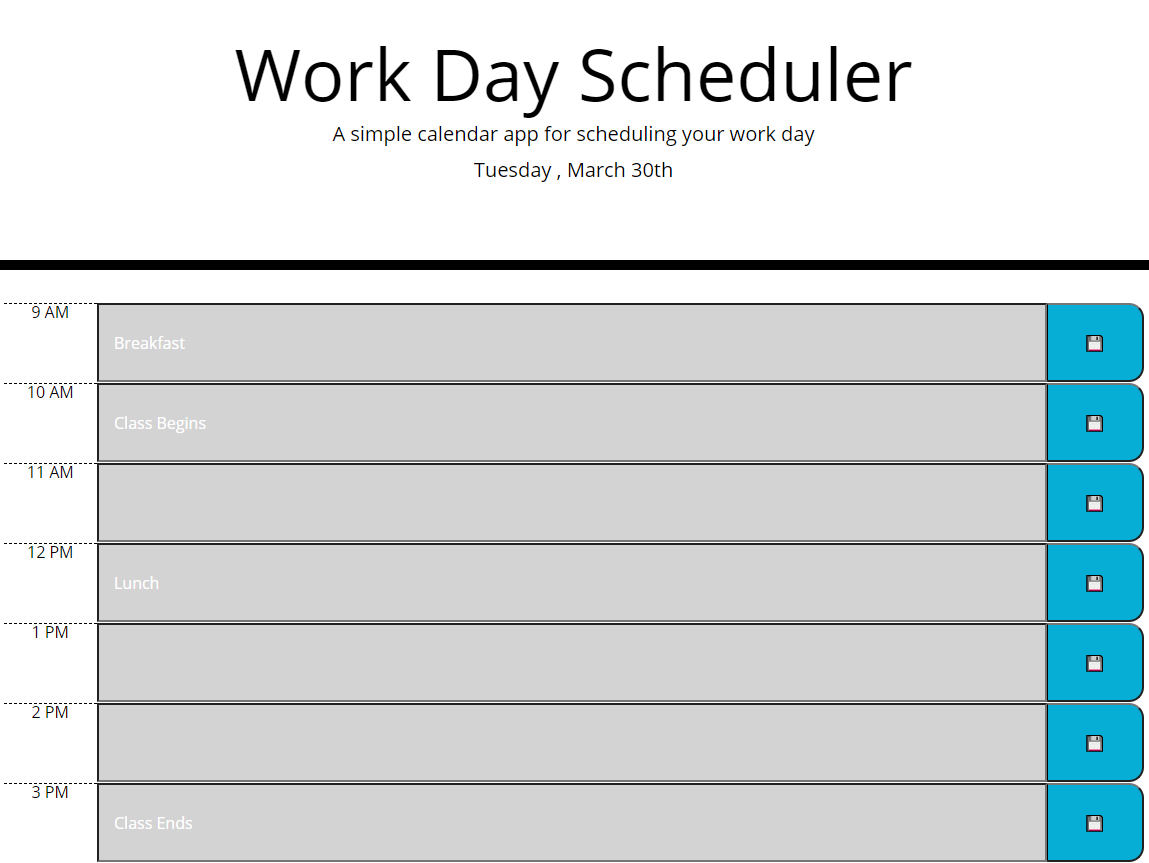 Work Day Scheduler
A simple calendar app for scheduling your work day
Tuesday , March 30th
9 AM
Breakfast
10 AM
Class Begins
11 AM
12 PM
Lunch
1 PM
2 PM
3 PM
Class Ends